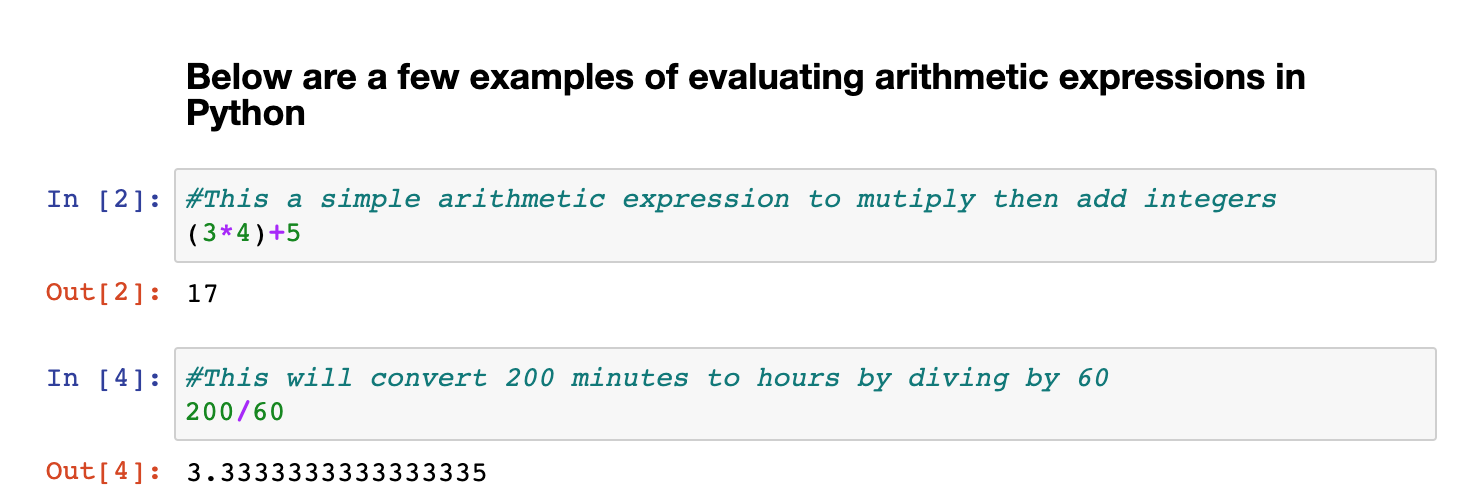 Below are a few examples of evaluating arithmetic expressions in
Python
In [2]: #This a simple arithmetic expression to mutiply then add integers
(3*4)+5
Out[2]: 17
In [4]: #This will convert 200 minutes to hours by diving by 60
200/60
Out[4]: 3.3333333333333335